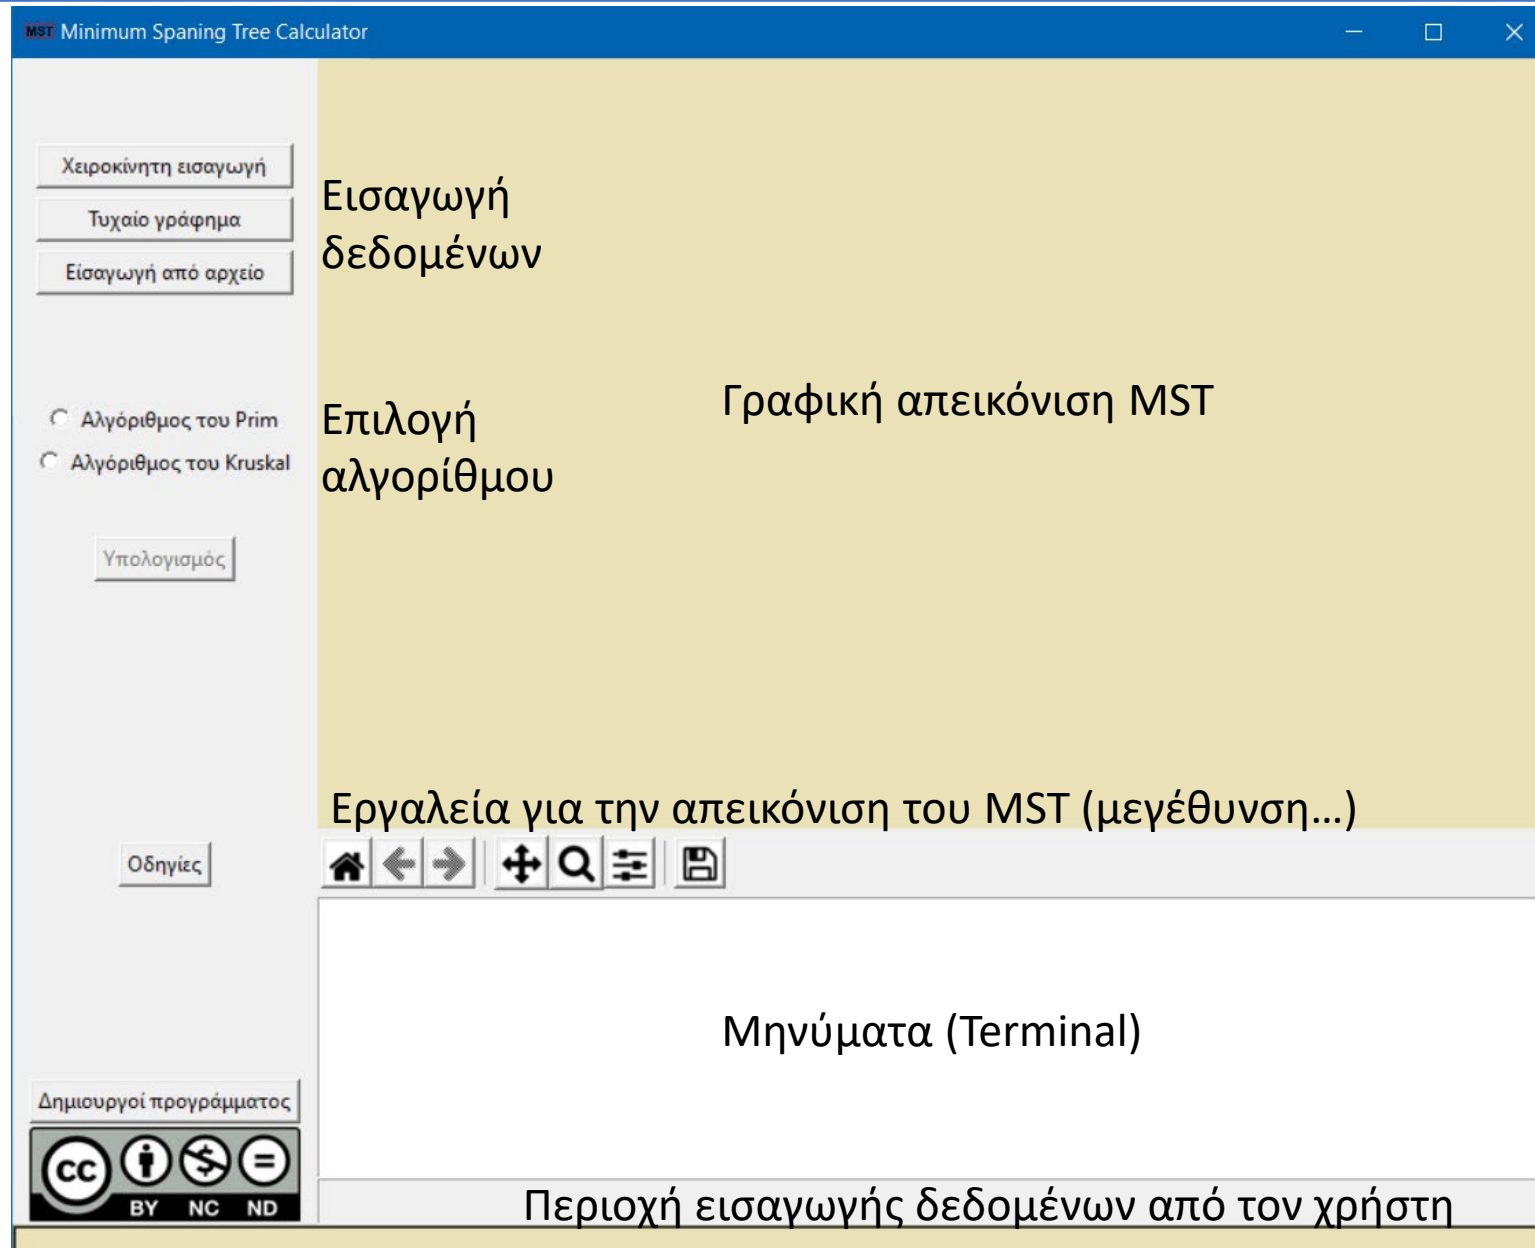 MST Minimum Spaning Tree Calculator
Χειροκίνητη εισαγωγή
Τυχαίο γράφημα
Είσαγωγή από αρχείο
Εισαγωγή
δεδομένων
Αλγόριθμος του Prim
Αλγόριθμος του Kruskal
Επιλογή
αλγορίθμου
Γραφική απεικόνιση MST
Υπολογισμός
Εργαλεία για την απεικόνιση του MST (μεγέθυνση...)
Οδηγίες
Μηνύματα (Terminal)
Δημιουργοί προγράμματος
cc BY NC ND
Περιοχή εισαγωγής δεδομένων από τον χρήστη